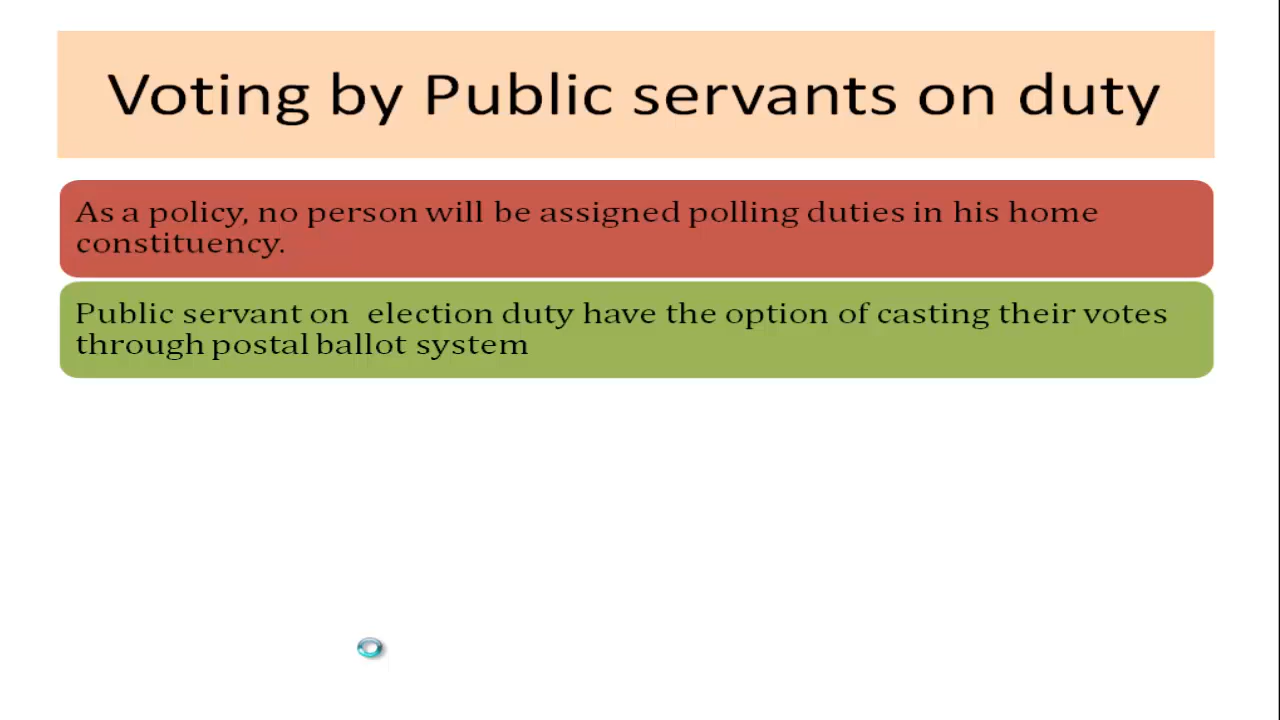 Voting by Public servants on duty
As a policy, no person will be assigned polling duties in his home
constituency.
Public servant on election duty have the option of casting their votes
through postal ballot system